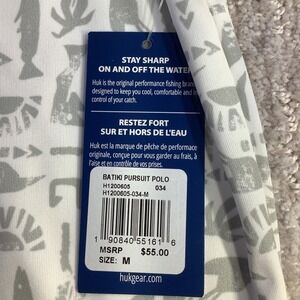 STAY SHARP
ON AND OFF THE WATER
Huk is the original performance fishing brand
designed to keep you cool, comfortable and in
control of your catch.
RESTEZ FORT
SUR ET HORS DE L'EAU
Huk est la marque de pêche de performace
originale, conçue pour vous garder au frais, à
l'aise et en contrôle de vos prises.
BATIKI PURSUIT POLO
H1200605 034
H1200605-034-M
1 90840 55161 6
MSRP $55.00
SIZE: M
hukgear.com